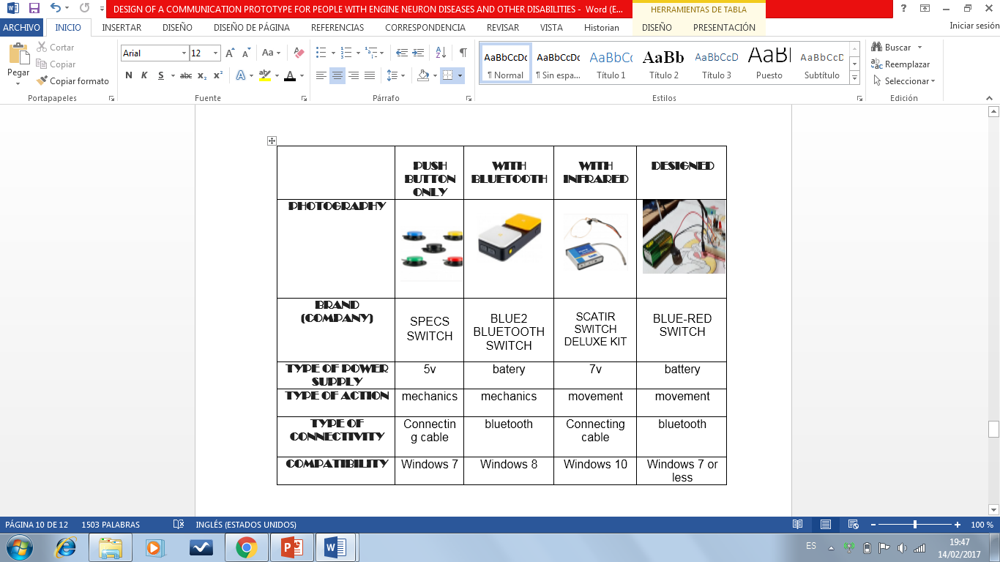 DESIGN OF A COMMUNICATION PROTOTYPE FOR PEOPLE WITH ENGINE NEURON DISEASES AND OTHER DISABILITIES - Word (E...
HERRAMIENTAS DE TABLA
ARCHIVO INICIO INSERTAR DISEÑO DISEÑO DE PÁGINA REFERENCIAS CORRESPONDENCIA REVISAR VISTA Historian DISEÑO PRESENTACIÓN Iniciar sesión
Pegar
Cortar
Copiar
Copiar formato
Portapapeles
Arial 12
Aa
N K S abc x₂ x²
A ab A
Fuente
Párrafo
AaBbCcDc AaBbCcDc AaBbCc AaBb AaBbCcD AaBl AaBbCcD
¶ Normal ¶ Sin espa... Título 1 Título 2 Título 3 Puesto Subtítulo
Estilos
Buscar
Reemplazar
Seleccionar
Edición
PUSH
BUTTON
ONLY
WITH
BLUETOOTH
WITH
INFRARED
DESIGNED
PHOTOGRAPHY
BRAND
(COMPANY)
SPECS
SWITCH
BLUE2
BLUETOOTH
SWITCH
SCATIR
SWITCH
DELUXE KIT
BLUE-RED
SWITCH
TYPE OF POWER
SUPPLY
5v
batery
7v
battery
TYPE OF ACTION
mechanics
mechanics
movement
movement
TYPE OF
CONNECTIVITY
Connectin
g cable
bluetooth
Connecting
cable
bluetooth
COMPATIBILITY
Windows 7
Windows 8
Windows 10
Windows 7 or
less
PÁGINA 10 DE 12 1503 PALABRAS INGLÉS (ESTADOS UNIDOS) 100 %
ES
19:47
14/02/2017